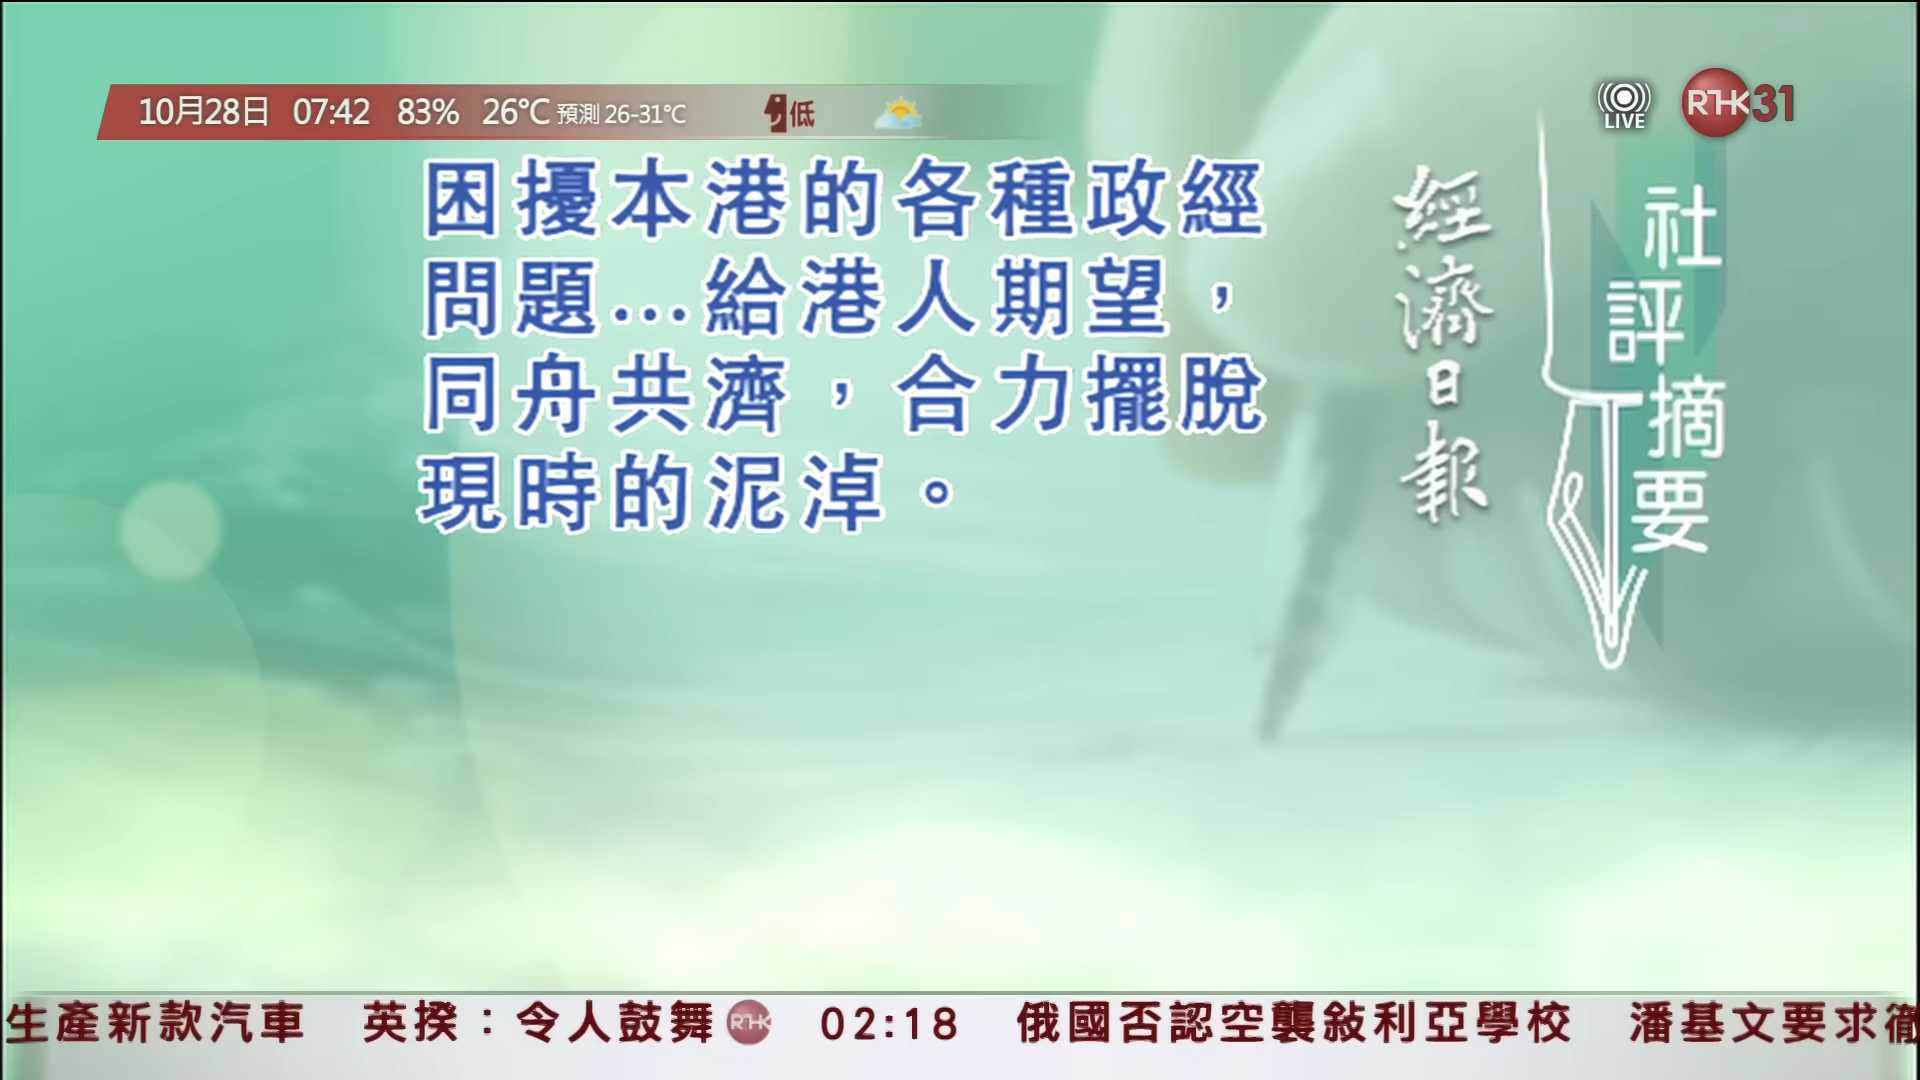 10月28日 07:42 83% 26°C 預測 26-31°C 低
LIVE
RTHK 31
困擾本港的各種政經
問題…給港人期望，
同舟共濟，合力擺脫
現時的泥淖。
經濟日報
社評摘要
生產新款汽車 英揆：令人鼓舞 RTHK 02:18 俄國否認空襲敍利亞學校 潘基文要求徹